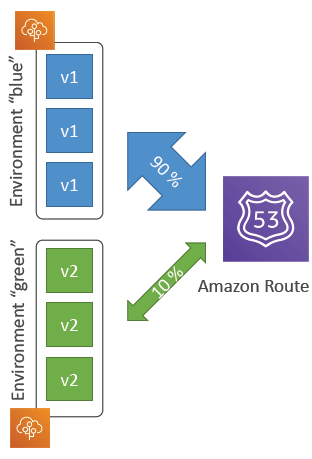 Environment “blue”
v1
v1
v1
90 %
53
Amazon Route
Environment “green”
v2
v2
v2
10 %